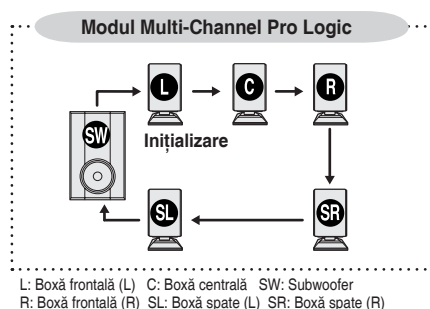 Modul Multi-Channel Pro Logic
L C R
SW
Inițializare
SL SR
L: Boxă frontală (L) C: Boxă centrală SW: Subwoofer
R: Boxă frontală (R) SL: Boxă spate (L) SR: Boxă spate (R)